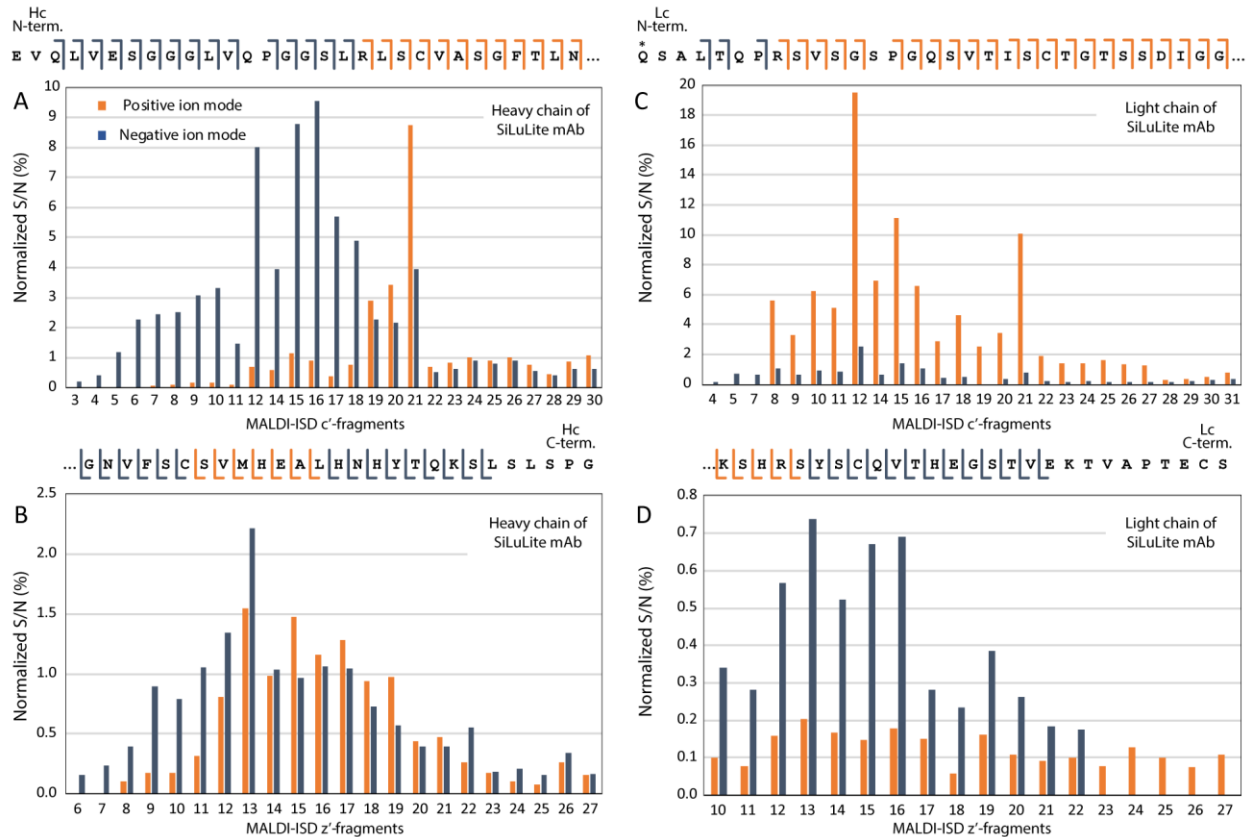 Hc
N-term.
E V Q L V E S G G G L V Q P G G S L R L S C V A S G F T L N ...
A
Positive ion mode
Negative ion mode
Heavy chain of
SiLuLite mAb
Normalized S/N (%)
10
9
8
7
6
5
4
3
2
1
0
3 4 5 6 7 8 9 10 11 12 14 15 16 17 18 19 20 21 22 23 24 25 26 27 28 29 30
MALDI-ISD c'-fragments
Lc
N-term.
*
Q S A L T Q P R S V S G S P G Q S V T I S C T G T S S D I G G ...
C
Light chain of
SiLuLite mAb
Normalized S/N (%)
20
18
16
14
12
10
8
6
4
2
0
4 5 7 8 9 10 11 12 14 15 16 17 18 19 20 21 22 23 24 25 26 27 28 29 30 31
MALDI-ISD c'-fragments
Hc
C-term.
...G N V F S C S V M H E A L H N H Y T Q K S L S L S P G
B
Heavy chain of
SiLuLite mAb
Normalized S/N (%)
2.5
2.0
1.5
1.0
0.5
0.0
6 7 8 9 10 11 12 13 14 15 16 17 18 19 20 21 22 23 24 25 26 27
MALDI-ISD z'-fragments
Lc
C-term.
...K S H R S Y S C Q V T H E G S T V E K T V A P T E C S
D
Light chain of
SiLuLite mAb
Normalized S/N (%)
0.8
0.7
0.6
0.5
0.4
0.3
0.2
0.1
0.0
10 11 12 13 14 15 16 17 18 19 20 21 22 23 24 25 26 27
MALDI-ISD z'-fragments